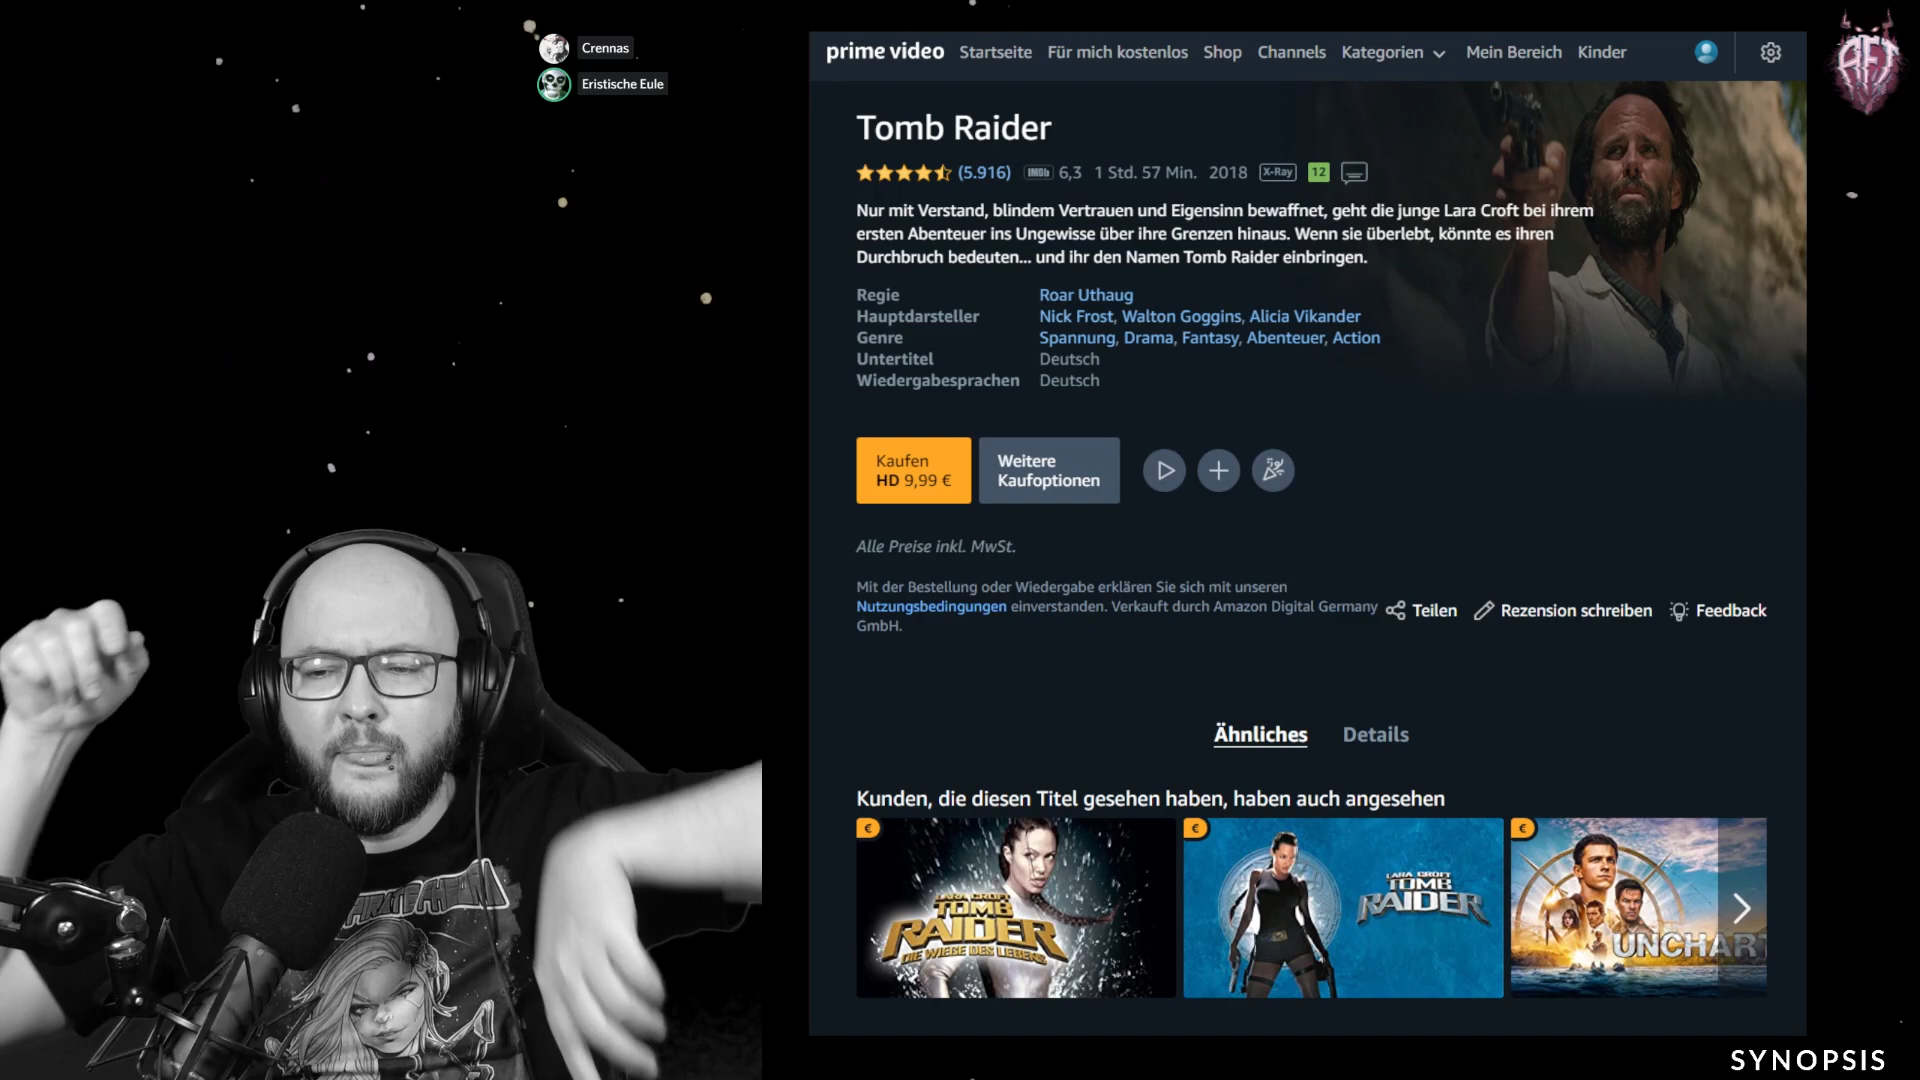 Crennas
Eristische Eule
prime video Startseite Für mich kostenlos Shop Channels Kategorien Mein Bereich Kinder
AFT
Tomb Raider
(5.916) IMDb 6,3 1 Std. 57 Min. 2018 X-Ray 12
Nur mit Verstand, blindem Vertrauen und Eigensinn bewaffnet, geht die junge Lara Croft bei ihrem
ersten Abenteuer ins Ungewisse über ihre Grenzen hinaus. Wenn sie überlebt, könnte es ihren
Durchbruch bedeuten... und ihr den Namen Tomb Raider einbringen.
Regie Roar Uthaug
Hauptdarsteller Nick Frost, Walton Goggins, Alicia Vikander
Genre Spannung, Drama, Fantasy, Abenteuer, Action
Untertitel Deutsch
Wiedergabesprachen Deutsch
Kaufen
HD 9,99 €
Weitere
Kaufoptionen
Alle Preise inkl. MwSt.
Mit der Bestellung oder Wiedergabe erklären Sie sich mit unseren
Nutzungsbedingungen einverstanden. Verkauft durch Amazon Digital Germany
GmbH.
Teilen Rezension schreiben Feedback
Ähnliches Details
Kunden, die diesen Titel gesehen haben, haben auch angesehen
€ € €
LARA CROFT
TOMB
RAIDER
DIE WIEGE DES LEBENS
LARA CROFT
TOMB
RAIDER
UNCHAR
SYNOPSIS